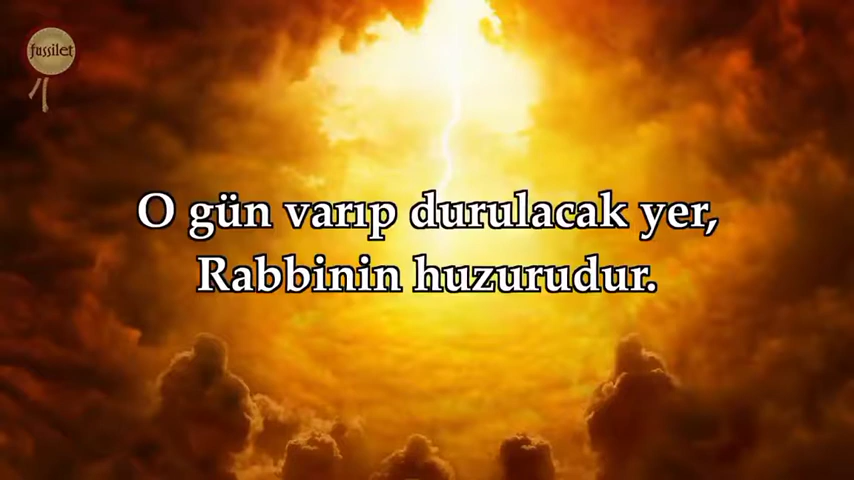 fussilet
O gün varıp durulacak yer,
Rabbinin huzurudur.